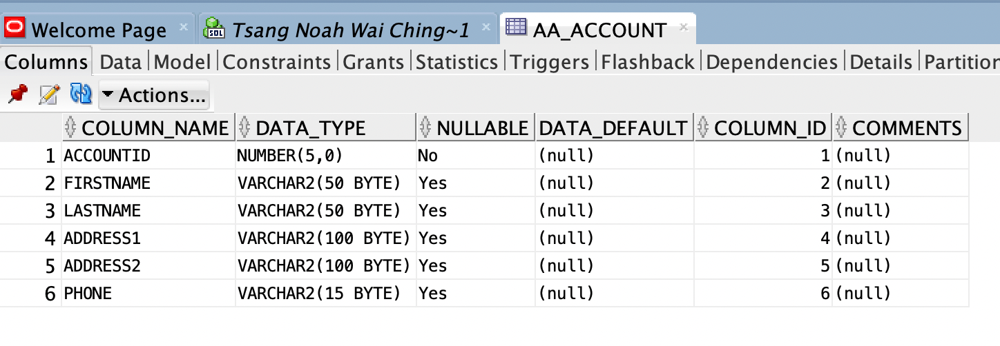 Welcome Page Tsang Noah Wai Ching~1 AA_ACCOUNT
Columns Data Model Constraints Grants Statistics Triggers Flashback Dependencies Details Partition
Actions...
COLUMN_NAME DATA_TYPE NULLABLE DATA_DEFAULT COLUMN_ID COMMENTS
1 ACCOUNTID NUMBER(5,0) No (null) 1 (null)
2 FIRSTNAME VARCHAR2(50 BYTE) Yes (null) 2 (null)
3 LASTNAME VARCHAR2(50 BYTE) Yes (null) 3 (null)
4 ADDRESS1 VARCHAR2(100 BYTE) Yes (null) 4 (null)
5 ADDRESS2 VARCHAR2(100 BYTE) Yes (null) 5 (null)
6 PHONE VARCHAR2(15 BYTE) Yes (null) 6 (null)